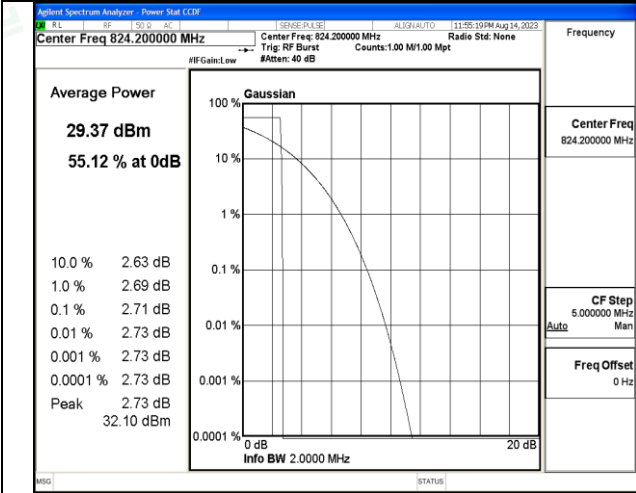 Agilent Spectrum Analyzer - Power Stat CCDF
RL RF 50 Ω AC SENSE:PULSE ALIGNAUTO 11:55:19PM Aug 14, 2023
Center Freq 824.200000 MHz
Center Freq: 824.200000 MHz Radio Std: None
Trig: RF Burst Counts:1.00 M/1.00 Mpt
#IFGain:Low #Atten: 40 dB
Frequency
Average Power
29.37 dBm
55.12 % at 0dB
10.0 % 2.63 dB
1.0 % 2.69 dB
0.1 % 2.71 dB
0.01 % 2.73 dB
0.001 % 2.73 dB
0.0001 % 2.73 dB
Peak 2.73 dB
32.10 dBm
Gaussian
100 %
10 %
1 %
0.1 %
0.01 %
0.001 %
0.0001 %
0 dB 20 dB
Info BW 2.0000 MHz
Center Freq
824.200000 MHz
CF Step
5.000000 MHz
Auto Man
Freq Offset
0 Hz
MSG STATUS